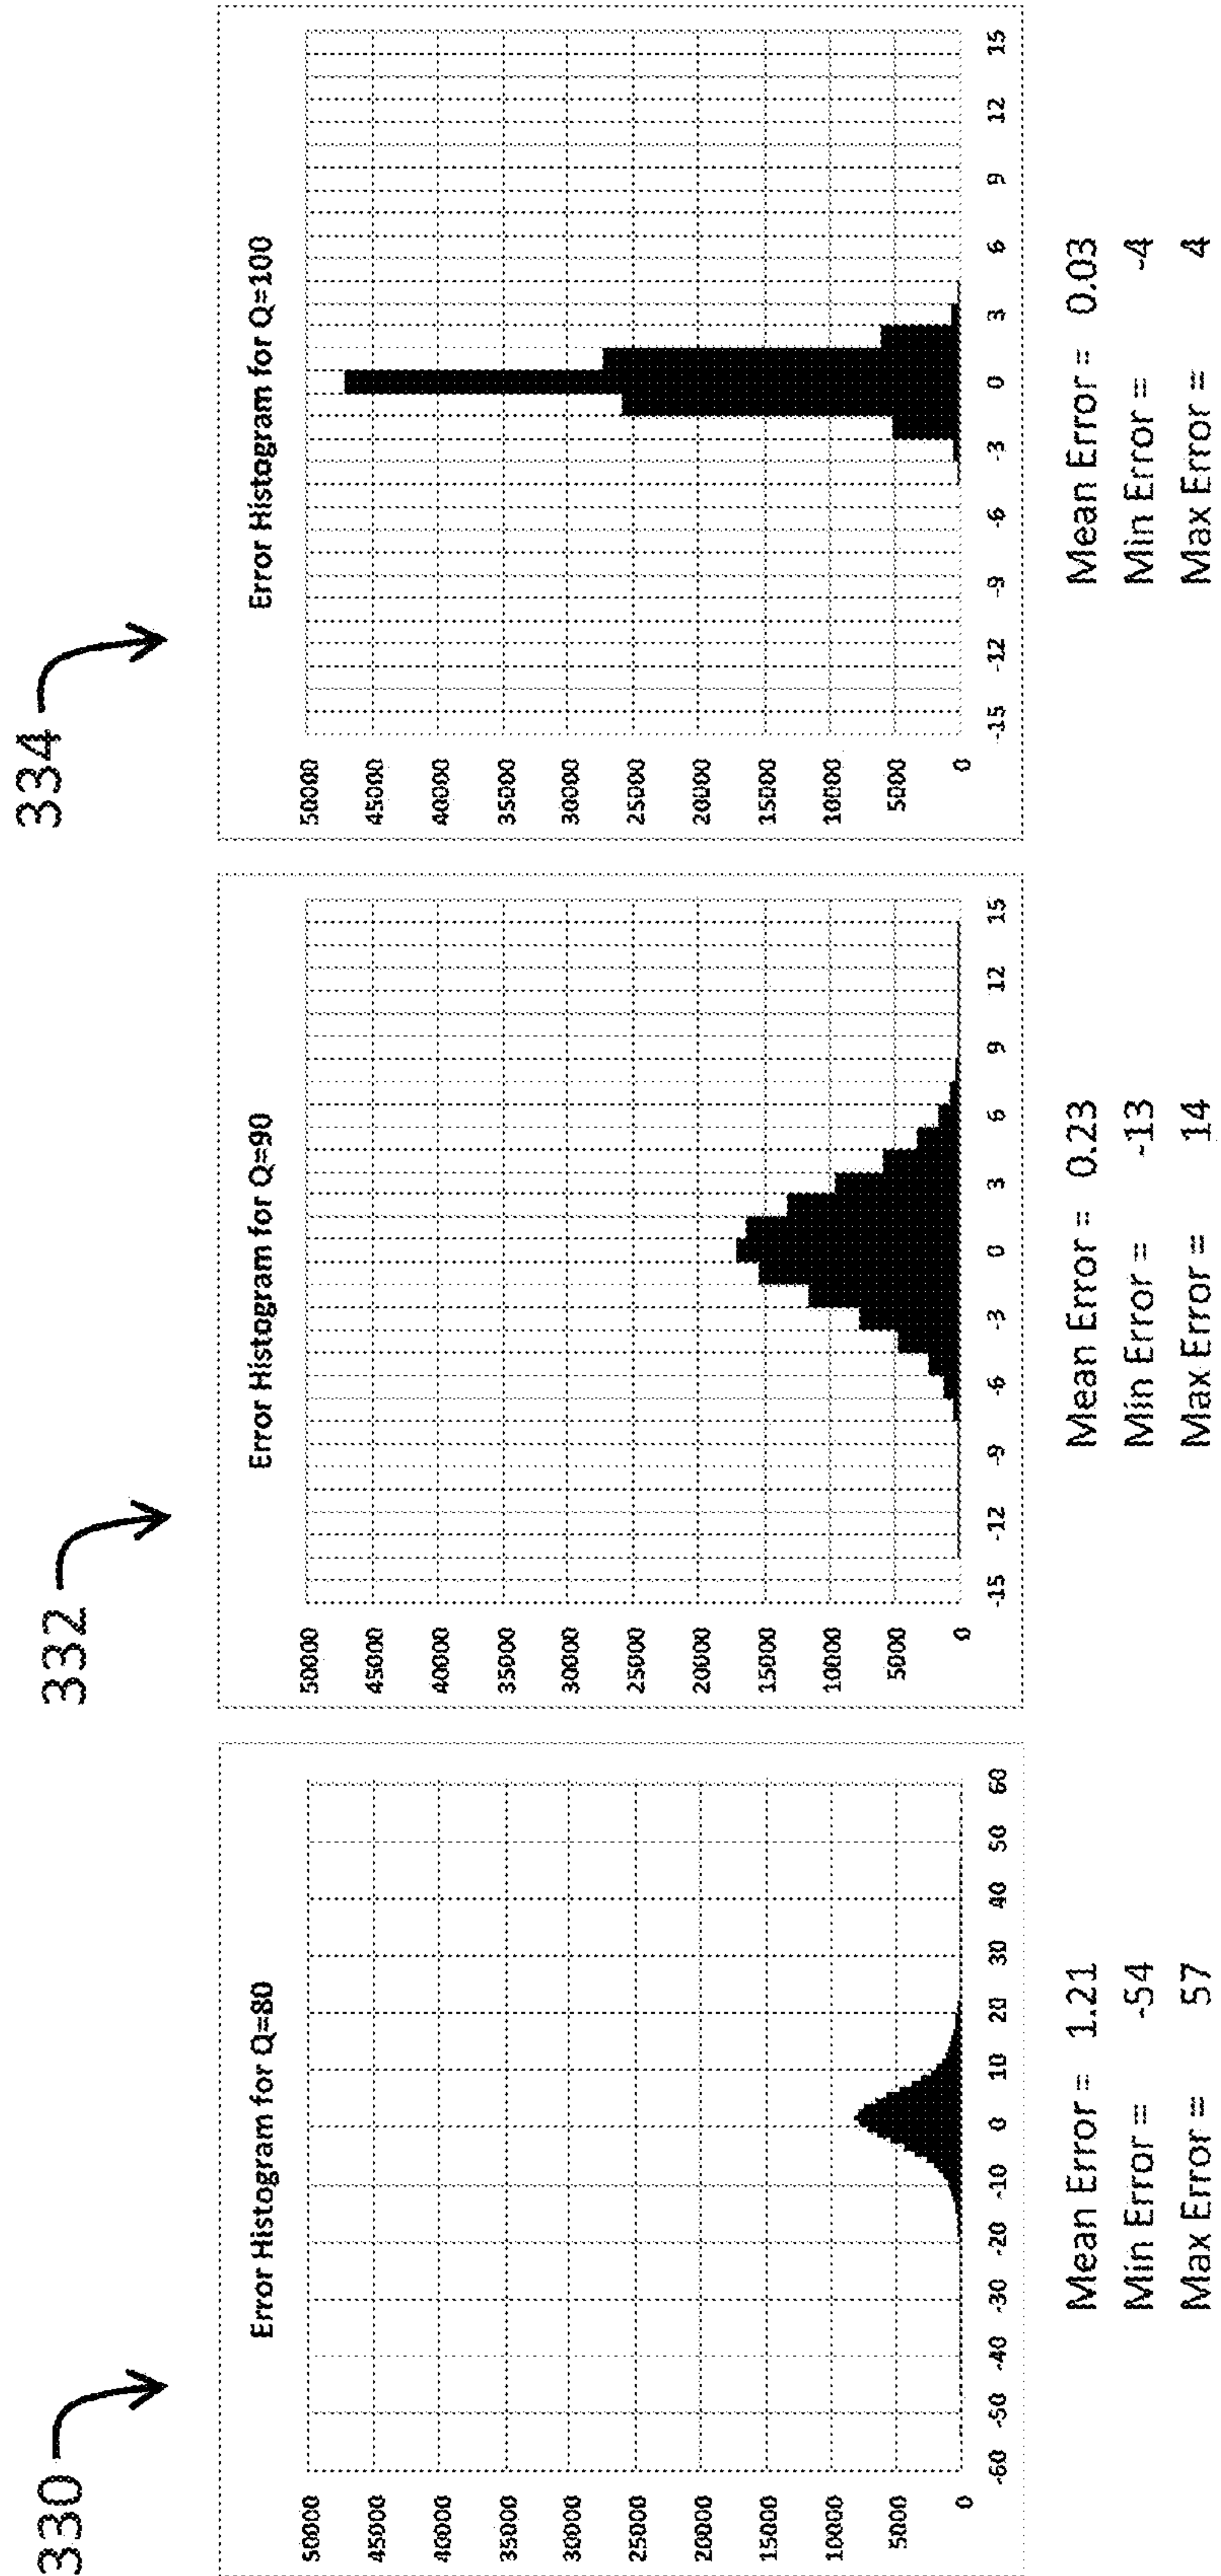 330
Error Histogram for Q=80
50000
45000
40000
35000
30000
25000
20000
15000
10000
5000
0
-60 -50 -40 -30 -20 -10 0 10 20 30 40 50 60
Mean Error = 1.21
Min Error = -54
Max Error = 57
332
Error Histogram for Q=90
50000
45000
40000
35000
30000
25000
20000
15000
10000
5000
0
-15 -12 -9 -6 -3 0 3 6 9 12 15
Mean Error = 0.23
Min Error = -13
Max Error = 14
334
Error Histogram for Q=100
50000
45000
40000
35000
30000
25000
20000
15000
10000
5000
0
-15 -12 -9 -6 -3 0 3 6 9 12 15
Mean Error = 0.03
Min Error = -4
Max Error = 4